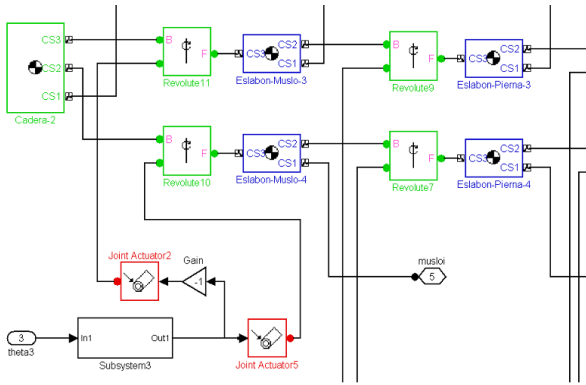 CS3
CS2
CS1
Cadera-2
B
F
Revolute11
CS3
CS2
CS1
Eslabon-Muslo-3
B
F
Revolute9
CS3
CS2
CS1
Eslabon-Pierna-3
B
F
Revolute10
CS3
CS2
CS1
Eslabon-Muslo-4
B
F
Revolute7
CS3
CS2
CS1
Eslabon-Pierna-4
Joint Actuator2
Gain
-1
musloi
5
3
theta3
In1
Out1
Subsystem3
Joint Actuator5